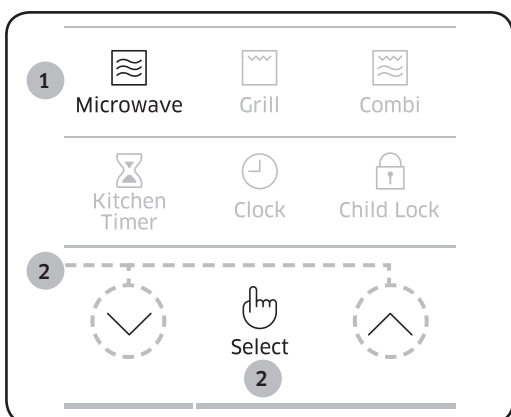 1
Microwave Grill Combi
Kitchen
Timer
Clock Child Lock
2
Select
2